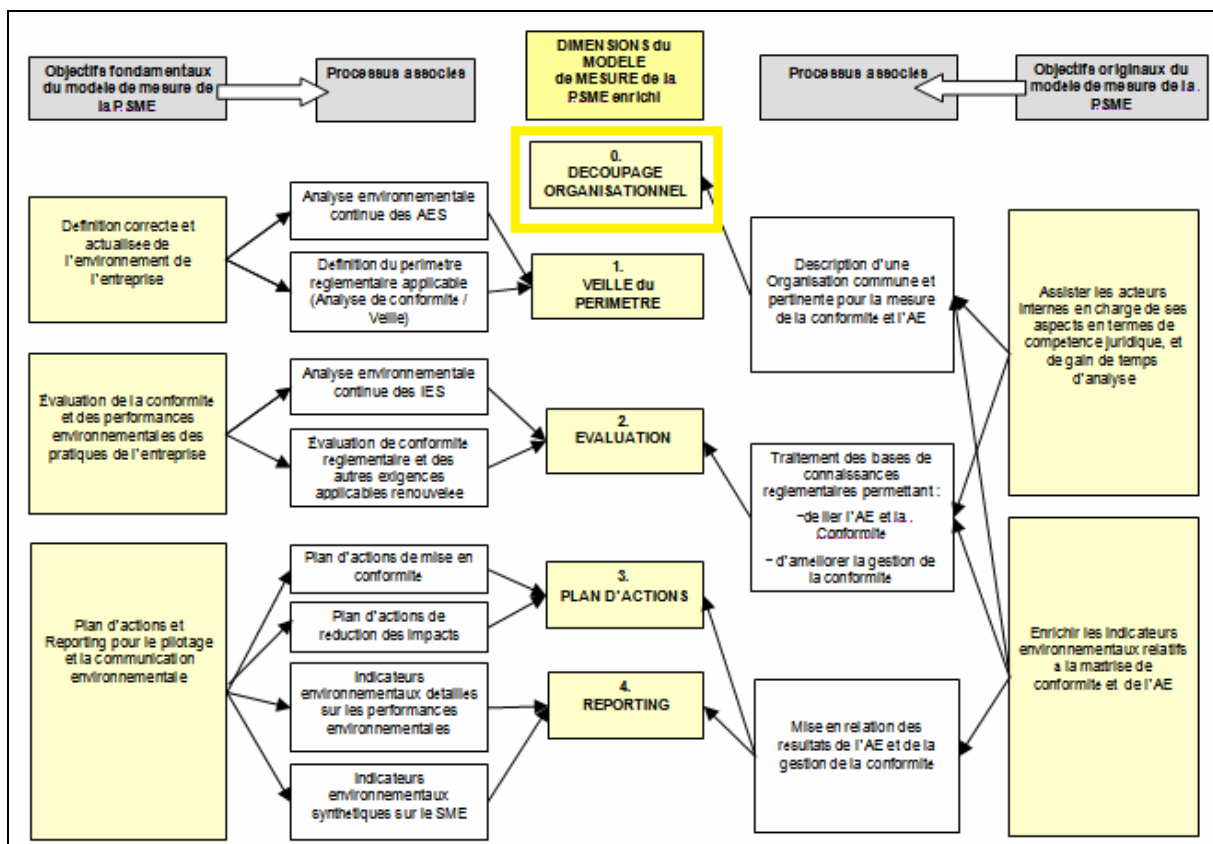 Objectifs fondamentaux
du modele de mesure de
la P.SME
Processus associes
DIMENSIONS du
MODELE
de MESURE de la
P.SME enrichi
Processus associes
Objectifs originaux du
modele de mesure de la .
P.SME
0.
DECOUPAGE
ORGANISATIONNEL
Definition correcte et
actualisee de
l'environnement de
l'entreprise
Analyse environnementale
continue des AES
Definition du perimetre
reglementaire applicable
(Analyse de conformite /
Veille)
1.
VEILLE du
PERIMETRE
Description d'une
Organisation commune et
pertinente pour la mesure
de la conformite et l'AE
Assister les acteurs
internes en charge de ses
aspects en termes de
competence juridique, et
de gain de temps
d'analyse
Évaluation de la conformite
et des performances
environnementales des
pratiques de l'entreprise
Analyse environnementale
continue des IES
Évaluation de conformite
reglementaire et des
autres exigences
applicables renouvelee
2.
EVALUATION
Traitement des bases de
connaissances
reglementaires permettant :
-de lier l'AE et la .
Conformite
- d'ameliorer la gestion de
la conformite
Plan d'actions et
Reporting pour le pilotage
et la communication
environnementale
Plan d'actions de mise en
conformite
Plan d'actions de
reduction des impacts
Indicateurs
environnementaux detailles
sur les performances
environnementales
Indicateurs
environnementaux
synthetiques sur le SME
3.
PLAN D'ACTIONS
4.
REPORTING
Mise en relation des
resultats de l'AE et de la
gestion de la conformite
Enrichir les indicateurs
environnementaux relatifs
a la maitrise de
conformite et de l'AE